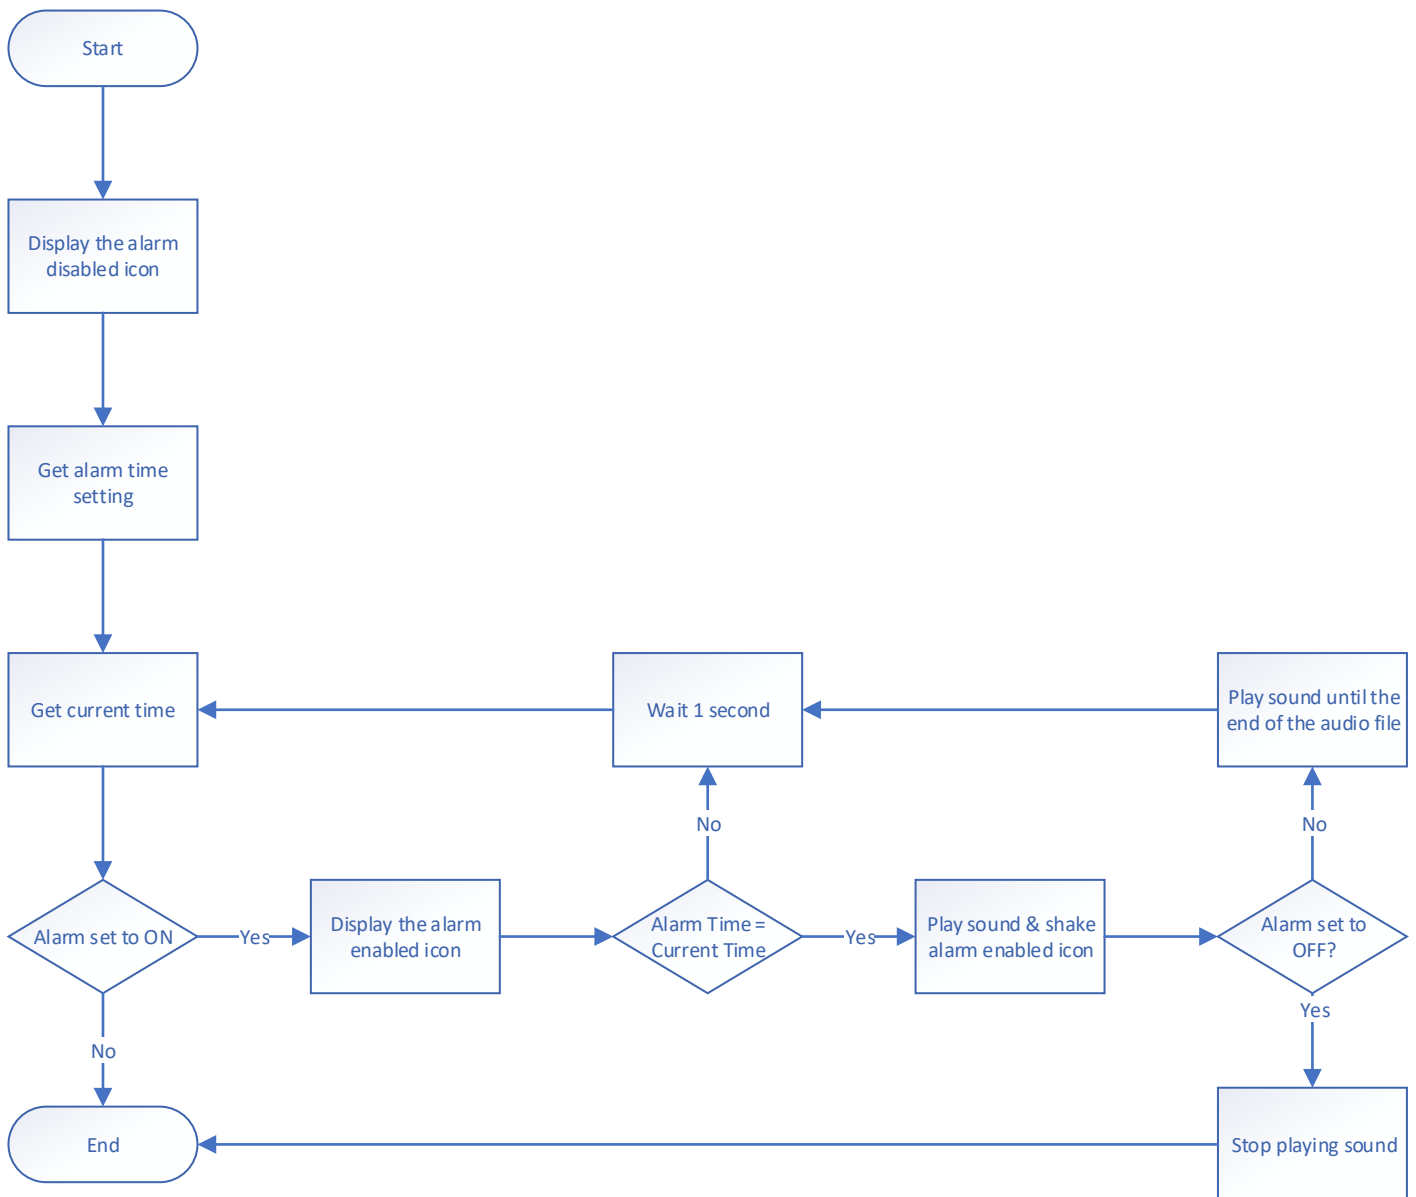 Start
Display the alarm
disabled icon
Get alarm time
setting
Get current time
Wait 1 second
Play sound until the
end of the audio file
No
No
Alarm set to ON
Yes
Display the alarm
enabled icon
Alarm Time =
Current Time
Yes
Play sound & shake
alarm enabled icon
Alarm set to
OFF?
Yes
No
End
Stop playing sound